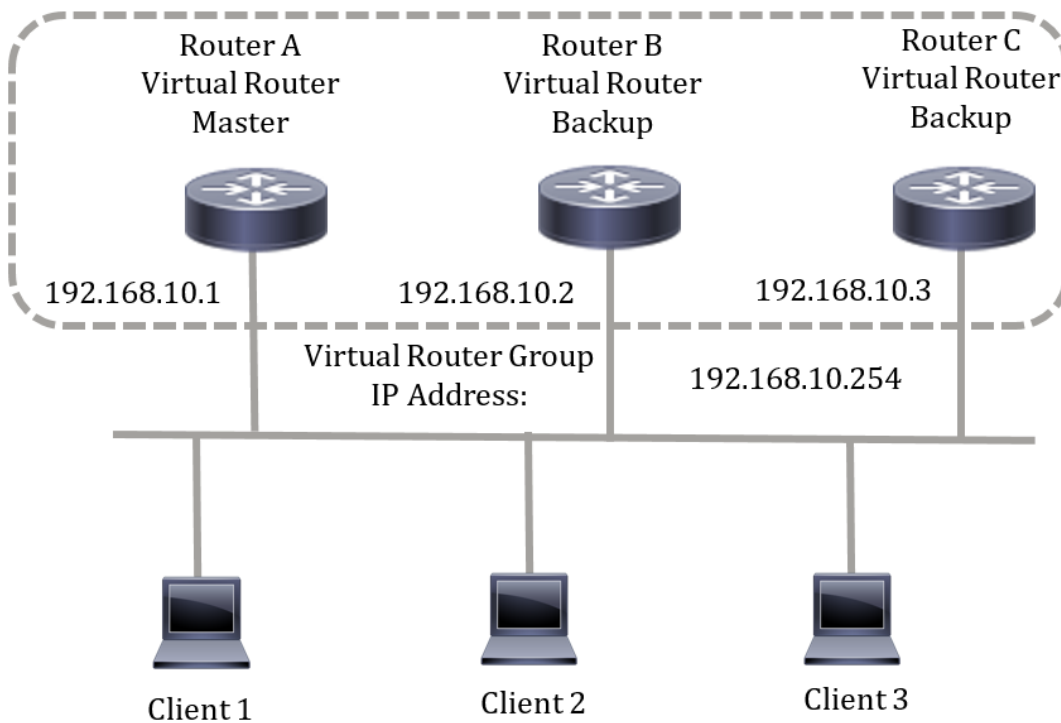 Router A
Virtual Router
Master
Router B
Virtual Router
Backup
Router C
Virtual Router
Backup
192.168.10.1
192.168.10.2
192.168.10.3
Virtual Router Group
IP Address:
192.168.10.254
Client 1
Client 2
Client 3